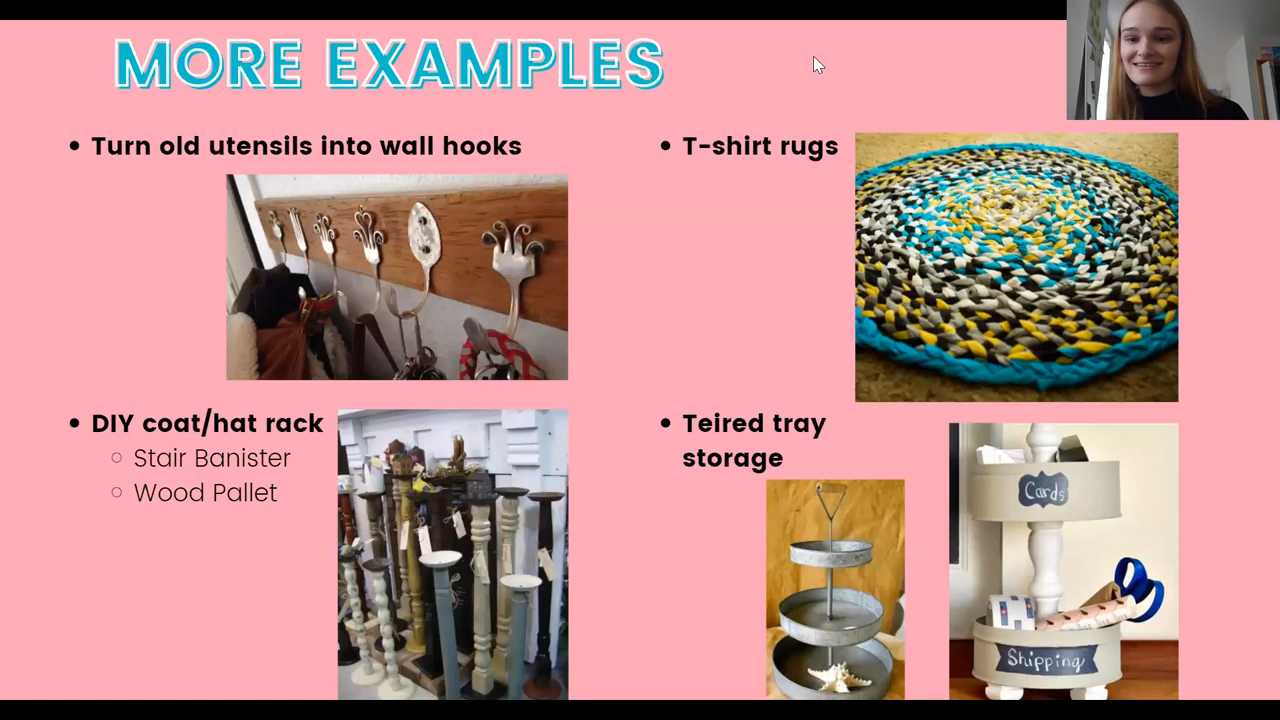 MORE EXAMPLES
Turn old utensils into wall hooks
T-shirt rugs
DIY coat/hat rack
Stair Banister
Wood Pallet
Teired tray
storage
Cards
Shipping